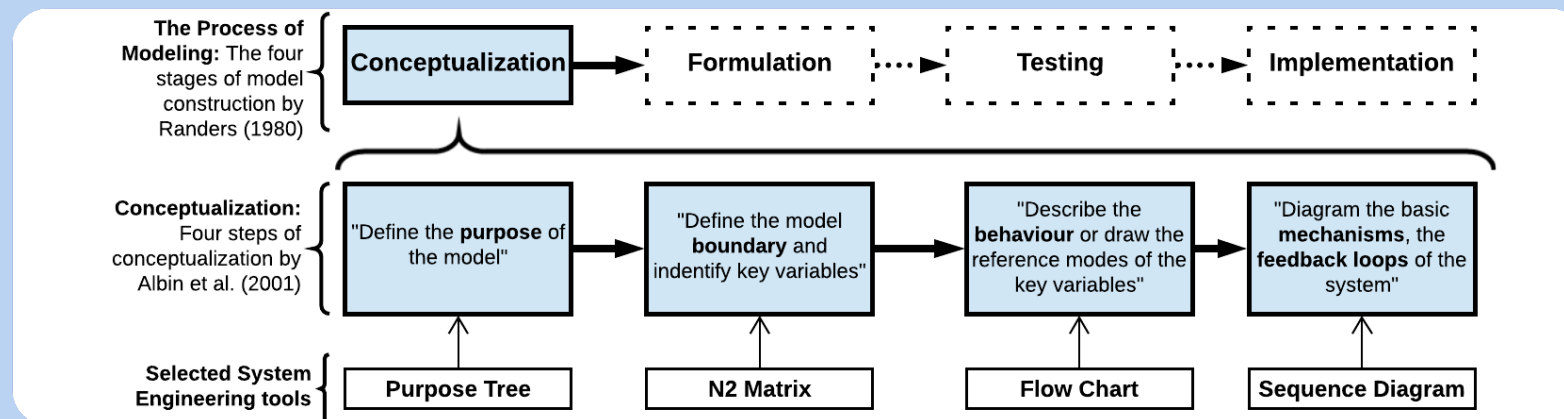 The Process of
Modeling: The four
stages of model
construction by
Randers (1980)
Conceptualization
Formulation
Testing
Implementation
Conceptualization:
Four steps of
conceptualization by
Albin et al. (2001)
"Define the purpose of
the model"
"Define the model
boundary and
indentify key variables"
"Describe the
behaviour or draw the
reference modes of the
key variables"
"Diagram the basic
mechanisms, the
feedback loops of the
system"
Selected System
Engineering tools
Purpose Tree
N2 Matrix
Flow Chart
Sequence Diagram